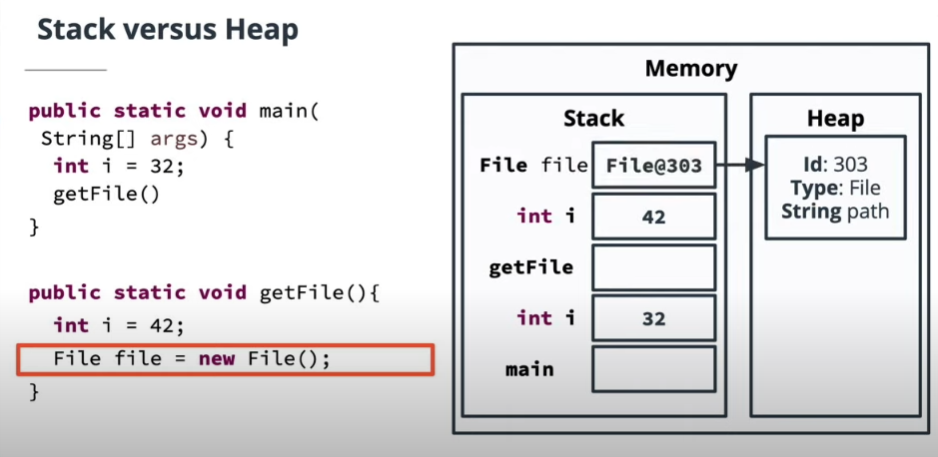 Stack versus Heap
public static void main(
String[] args) {
int i = 32;
getFile()
}
public static void getFile(){
int i = 42;
File file = new File();
}
Memory
Stack
File file File@303
int i 42
getFile
int i 32
main
Heap
Id: 303
Type: File
String path